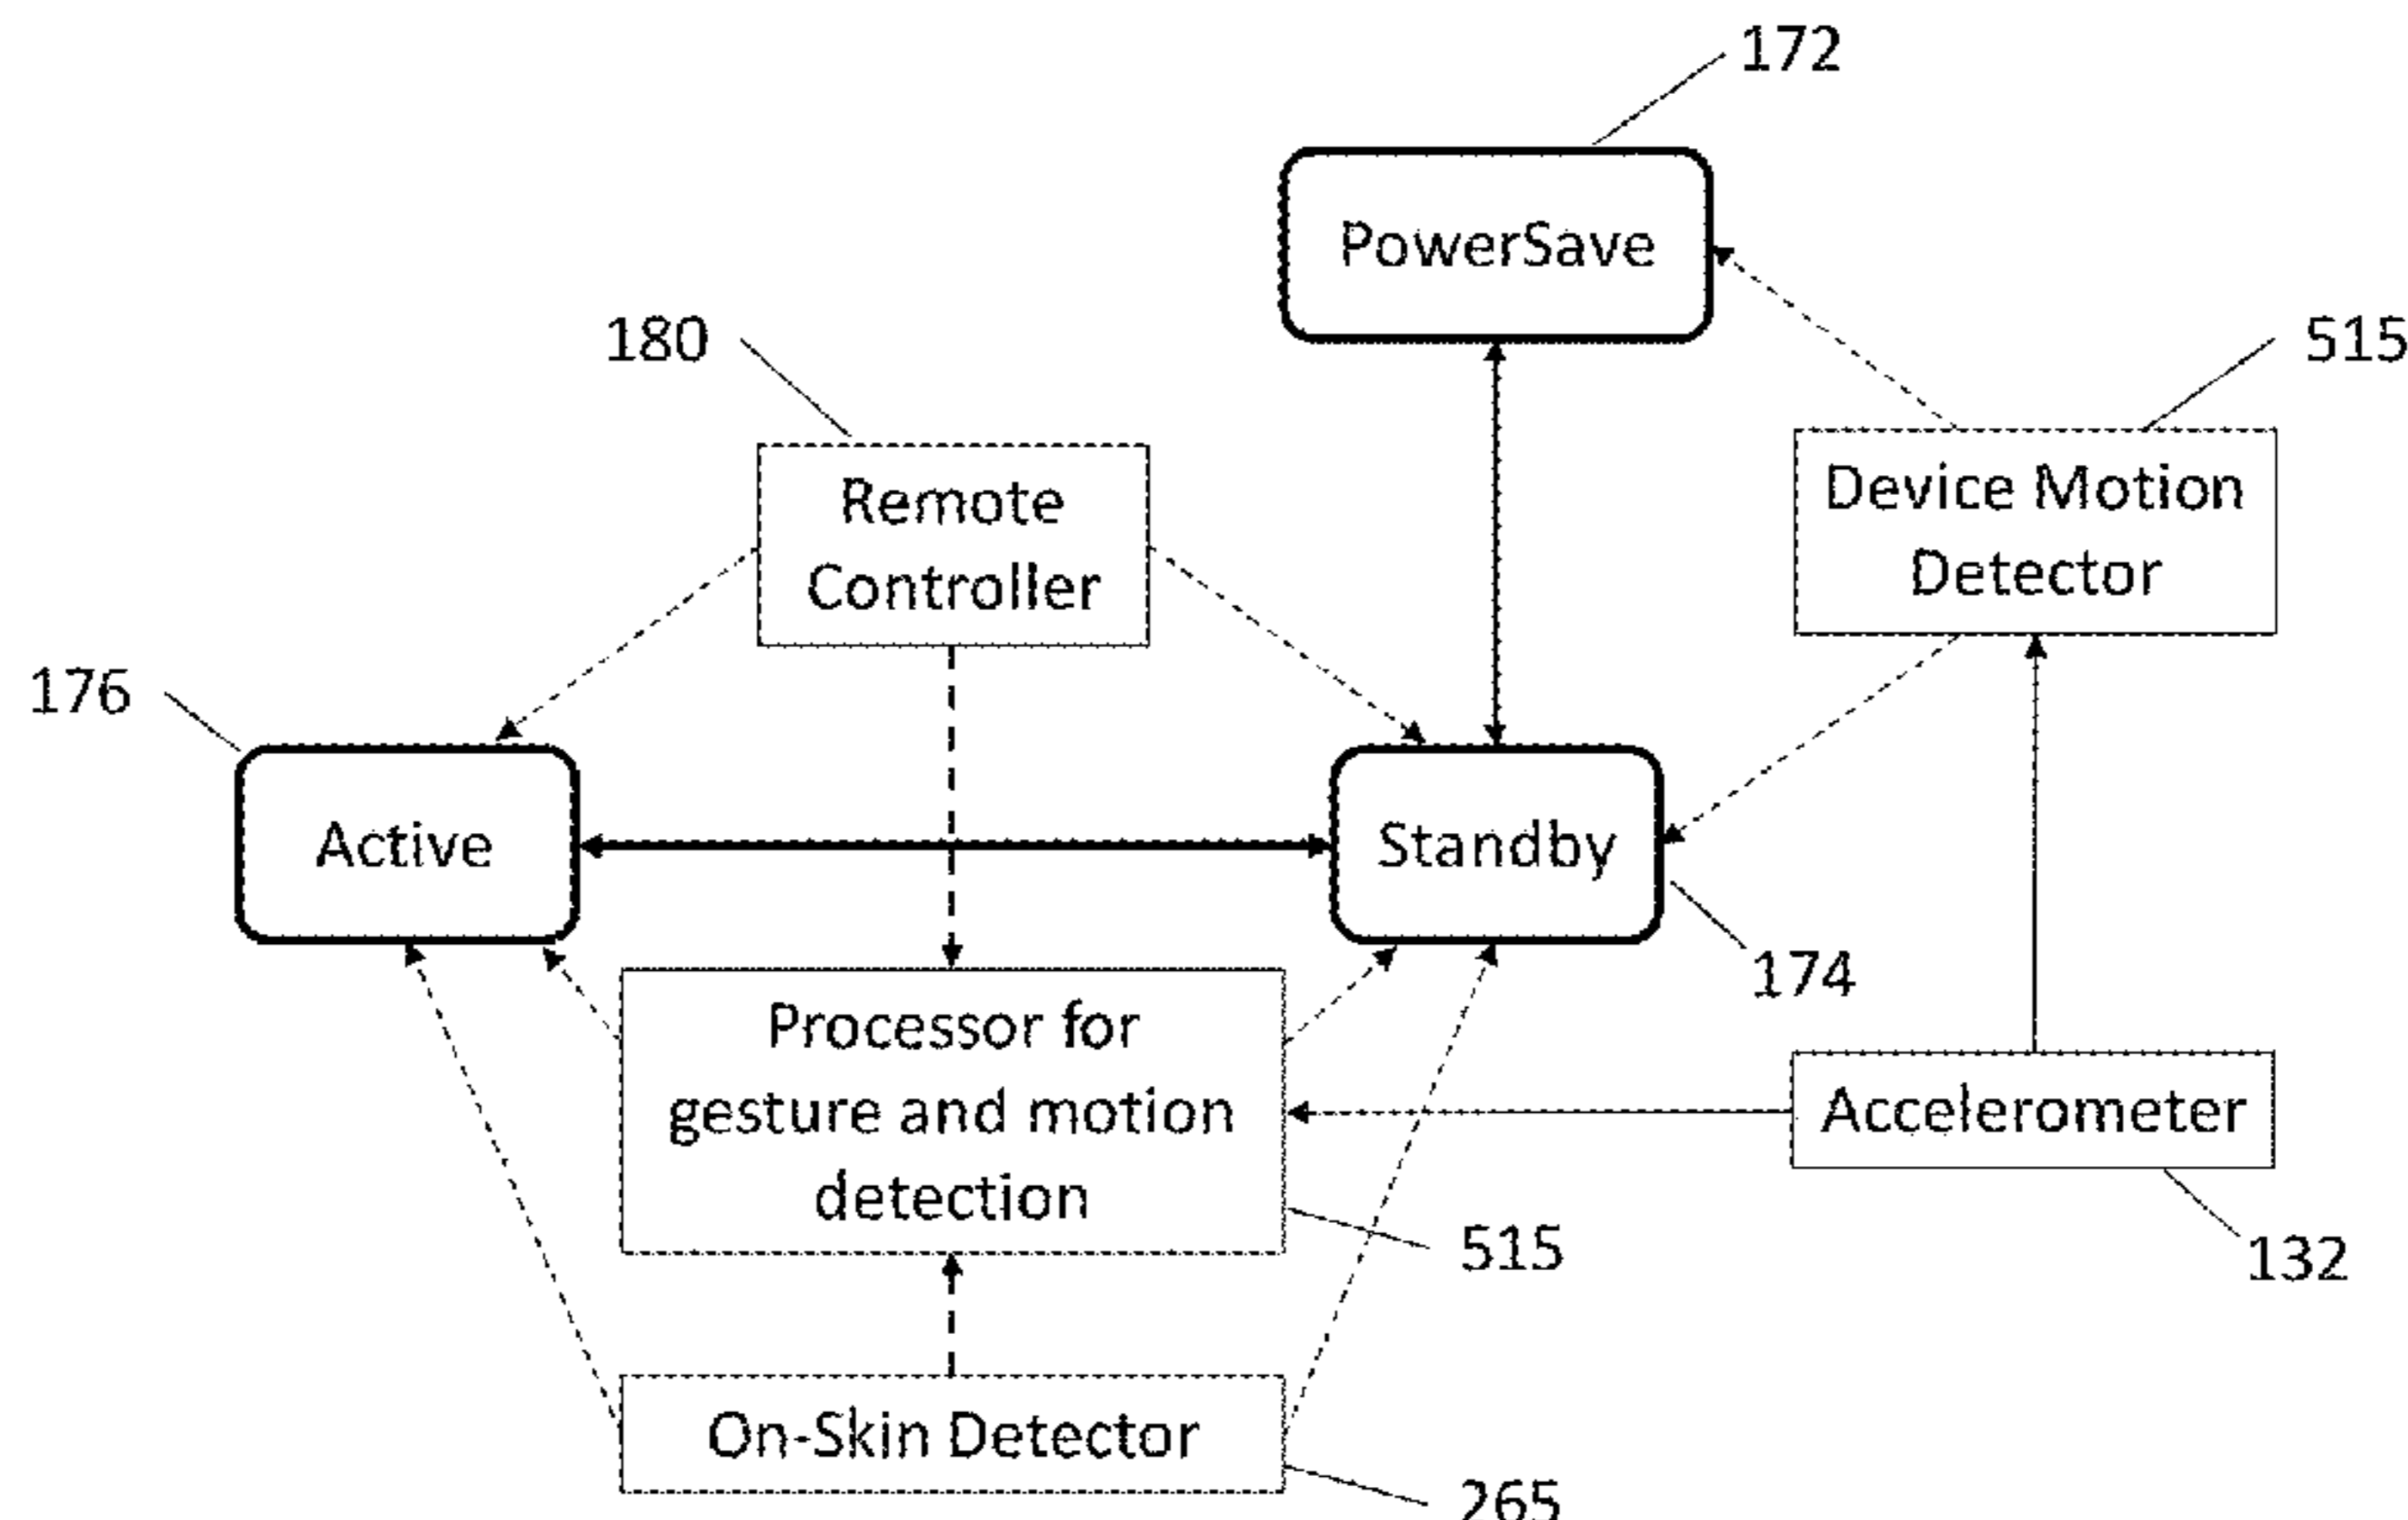 172
PowerSave
180
515
Remote
Controller
Device Motion
Detector
176
Active
Standby
174
Processor for
gesture and motion
detection
Accelerometer
515
132
On-Skin Detector
265